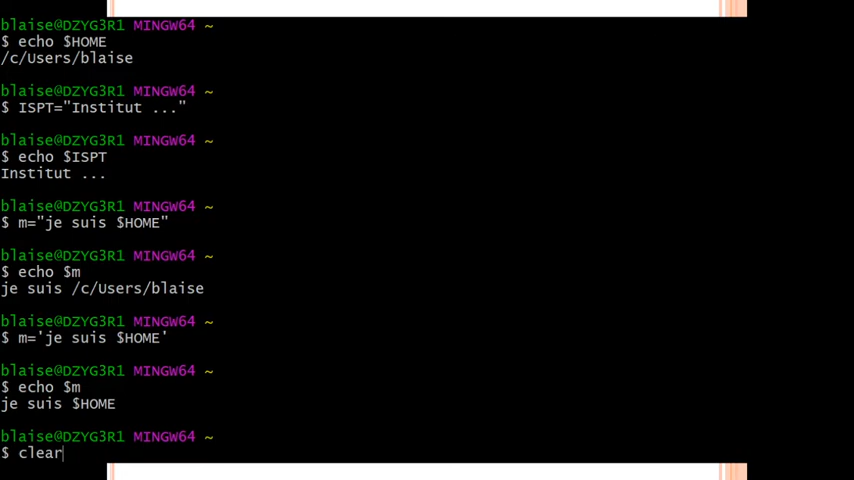 blaise@DZYG3R1 MINGW64 ~
$ echo $HOME
/c/Users/blaise
blaise@DZYG3R1 MINGW64 ~
$ ISPT="Institut ..."
blaise@DZYG3R1 MINGW64 ~
$ echo $ISPT
Institut ...
blaise@DZYG3R1 MINGW64 ~
$ m="je suis $HOME"
blaise@DZYG3R1 MINGW64 ~
$ echo $m
je suis /c/Users/blaise
blaise@DZYG3R1 MINGW64 ~
$ m='je suis $HOME'
blaise@DZYG3R1 MINGW64 ~
$ echo $m
je suis $HOME
blaise@DZYG3R1 MINGW64 ~
$ clear